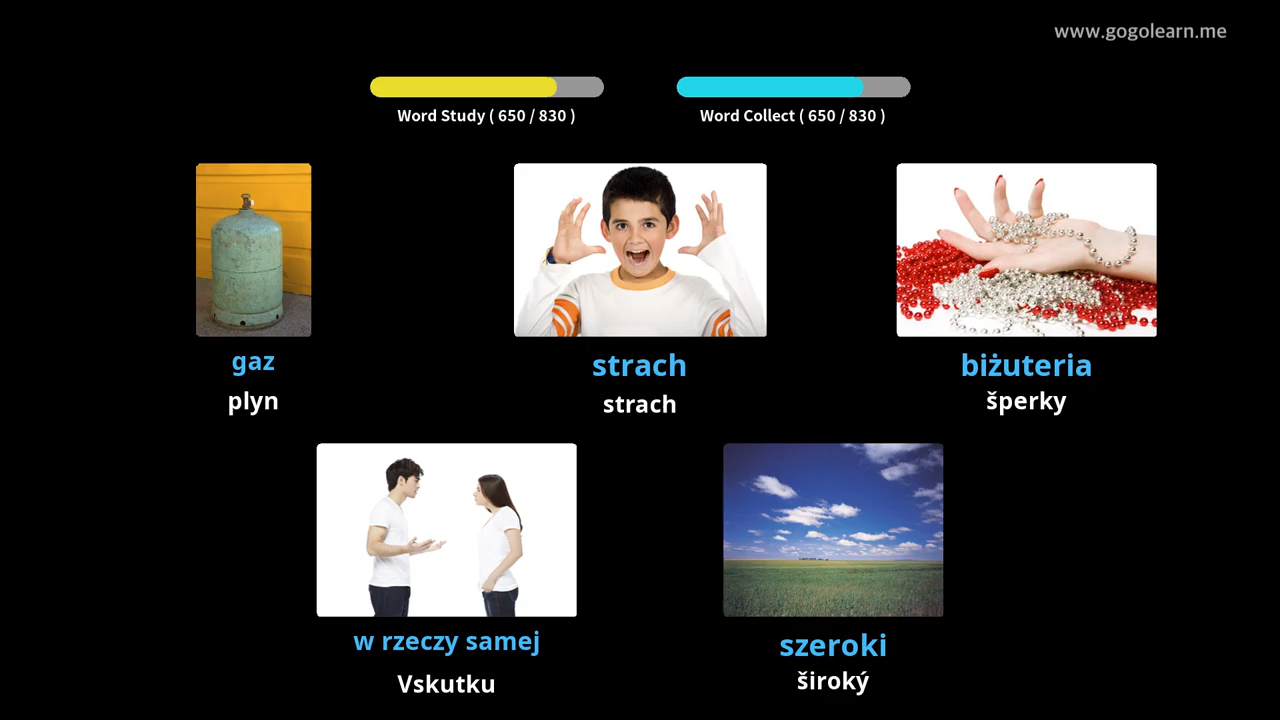 www.gogolearn.me
Word Study ( 650 / 830 )
Word Collect ( 650 / 830 )
gaz
plyn
strach
strach
biżuteria
šperky
w rzeczy samej
Vskutku
szeroki
široký